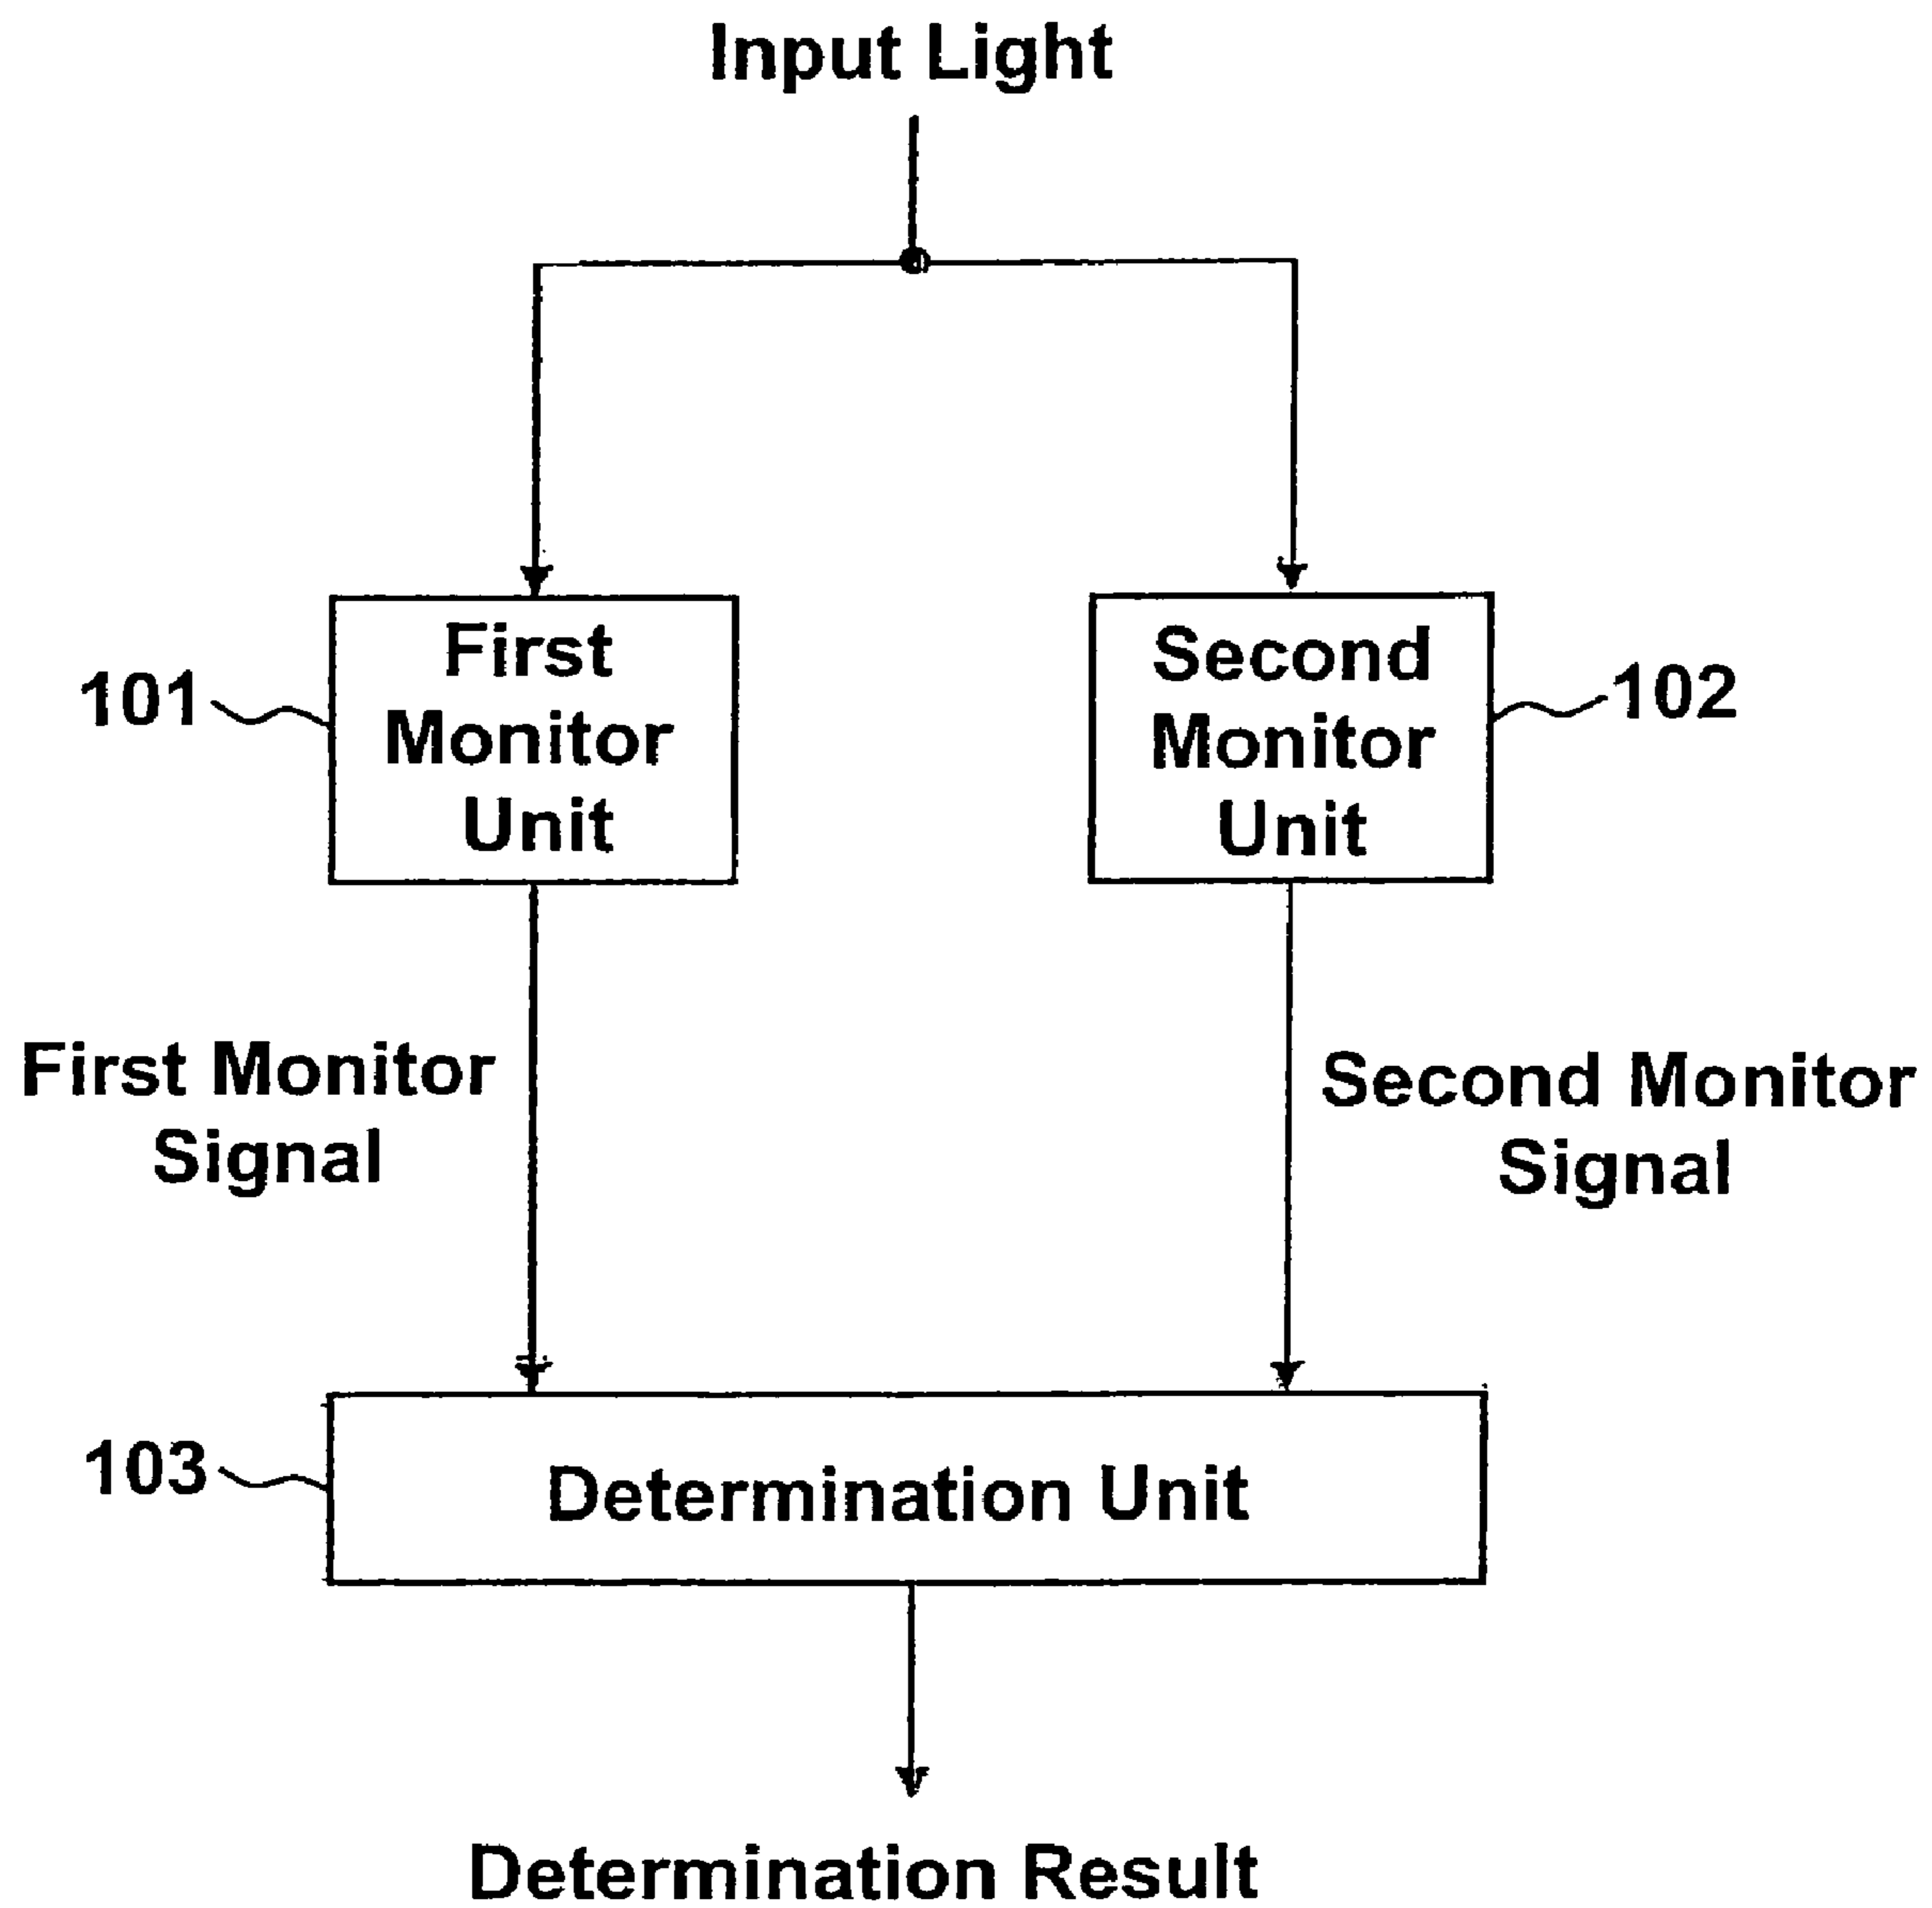 Input Light
First
Monitor
Unit
101
Second
Monitor
Unit
102
First Monitor
Signal
Second Monitor
Signal
103
Determination Unit
Determination Result